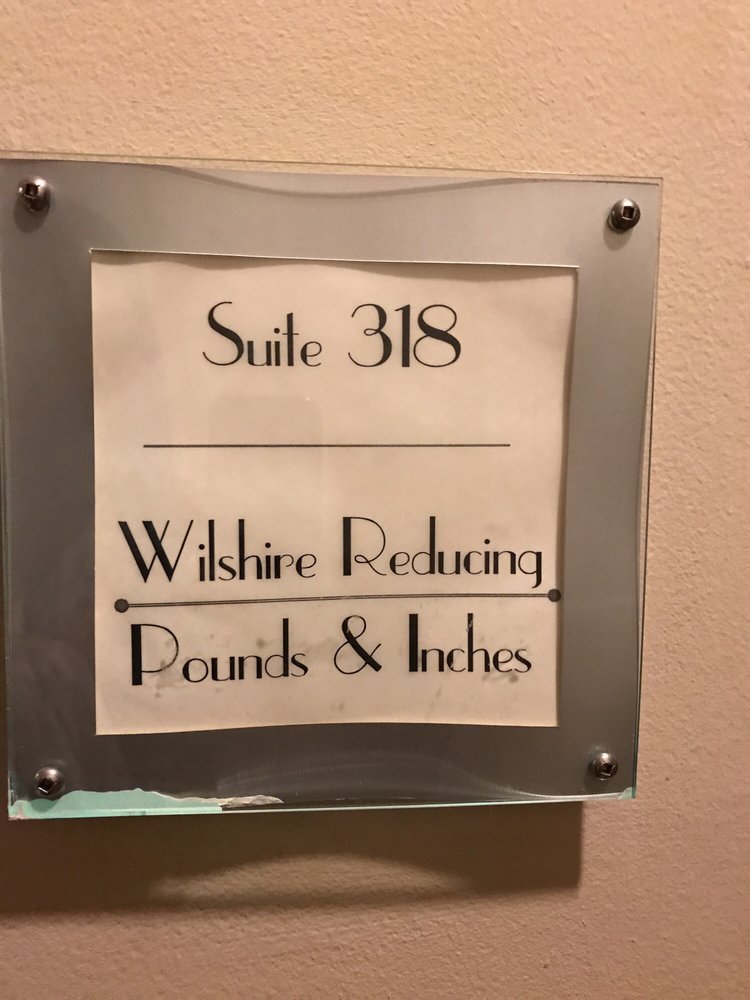 Suite 318
Wilshire Reducing
Pounds & Inches